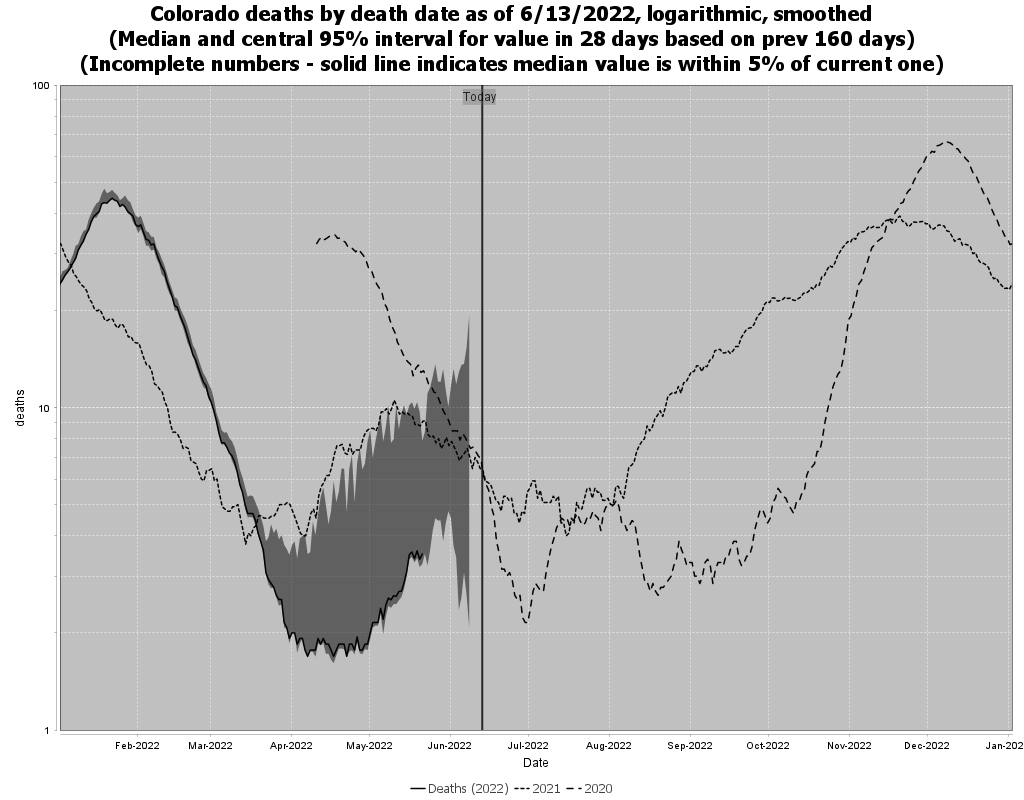 Colorado deaths by death date as of 6/13/2022, logarithmic, smoothed
(Median and central 95% interval for value in 28 days based on prev 160 days)
(Incomplete numbers - solid line indicates median value is within 5% of current one)
100
Today
10
deaths
1
Feb-2022 Mar-2022 Apr-2022 May-2022 Jun-2022 Jul-2022 Aug-2022 Sep-2022 Oct-2022 Nov-2022 Dec-2022 Jan-202
Date
Deaths (2022) 2021 2020